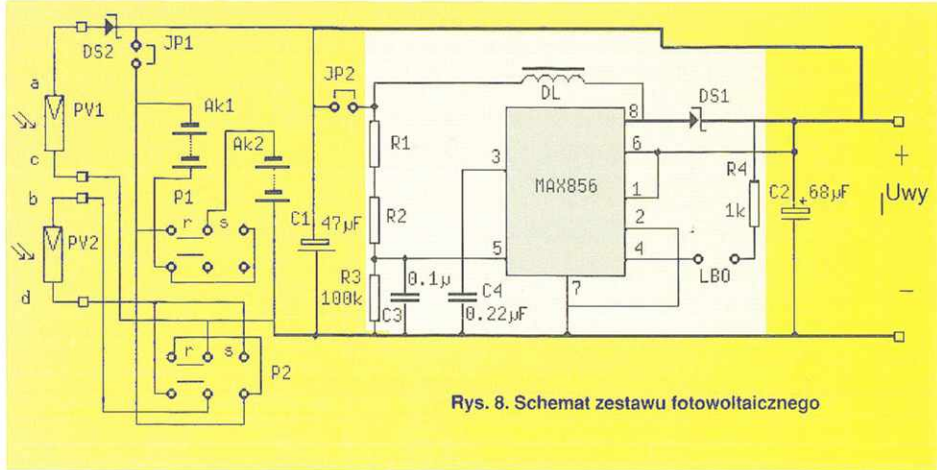 DS2
JP1
a
PV1
c
b
PV2
d
Ak1
Ak2
P1
r
s
r
s
P2
C1
47µF
JP2
R1
R2
R3
100k
0.1µ
C3
C4
0.22µF
DL
MAX856
3
5
8
6
1
2
4
7
DS1
R4
1k
LBO
C2
68µF
+
+
Uwy
−
Rys. 8. Schemat zestawu fotowoltaicznego